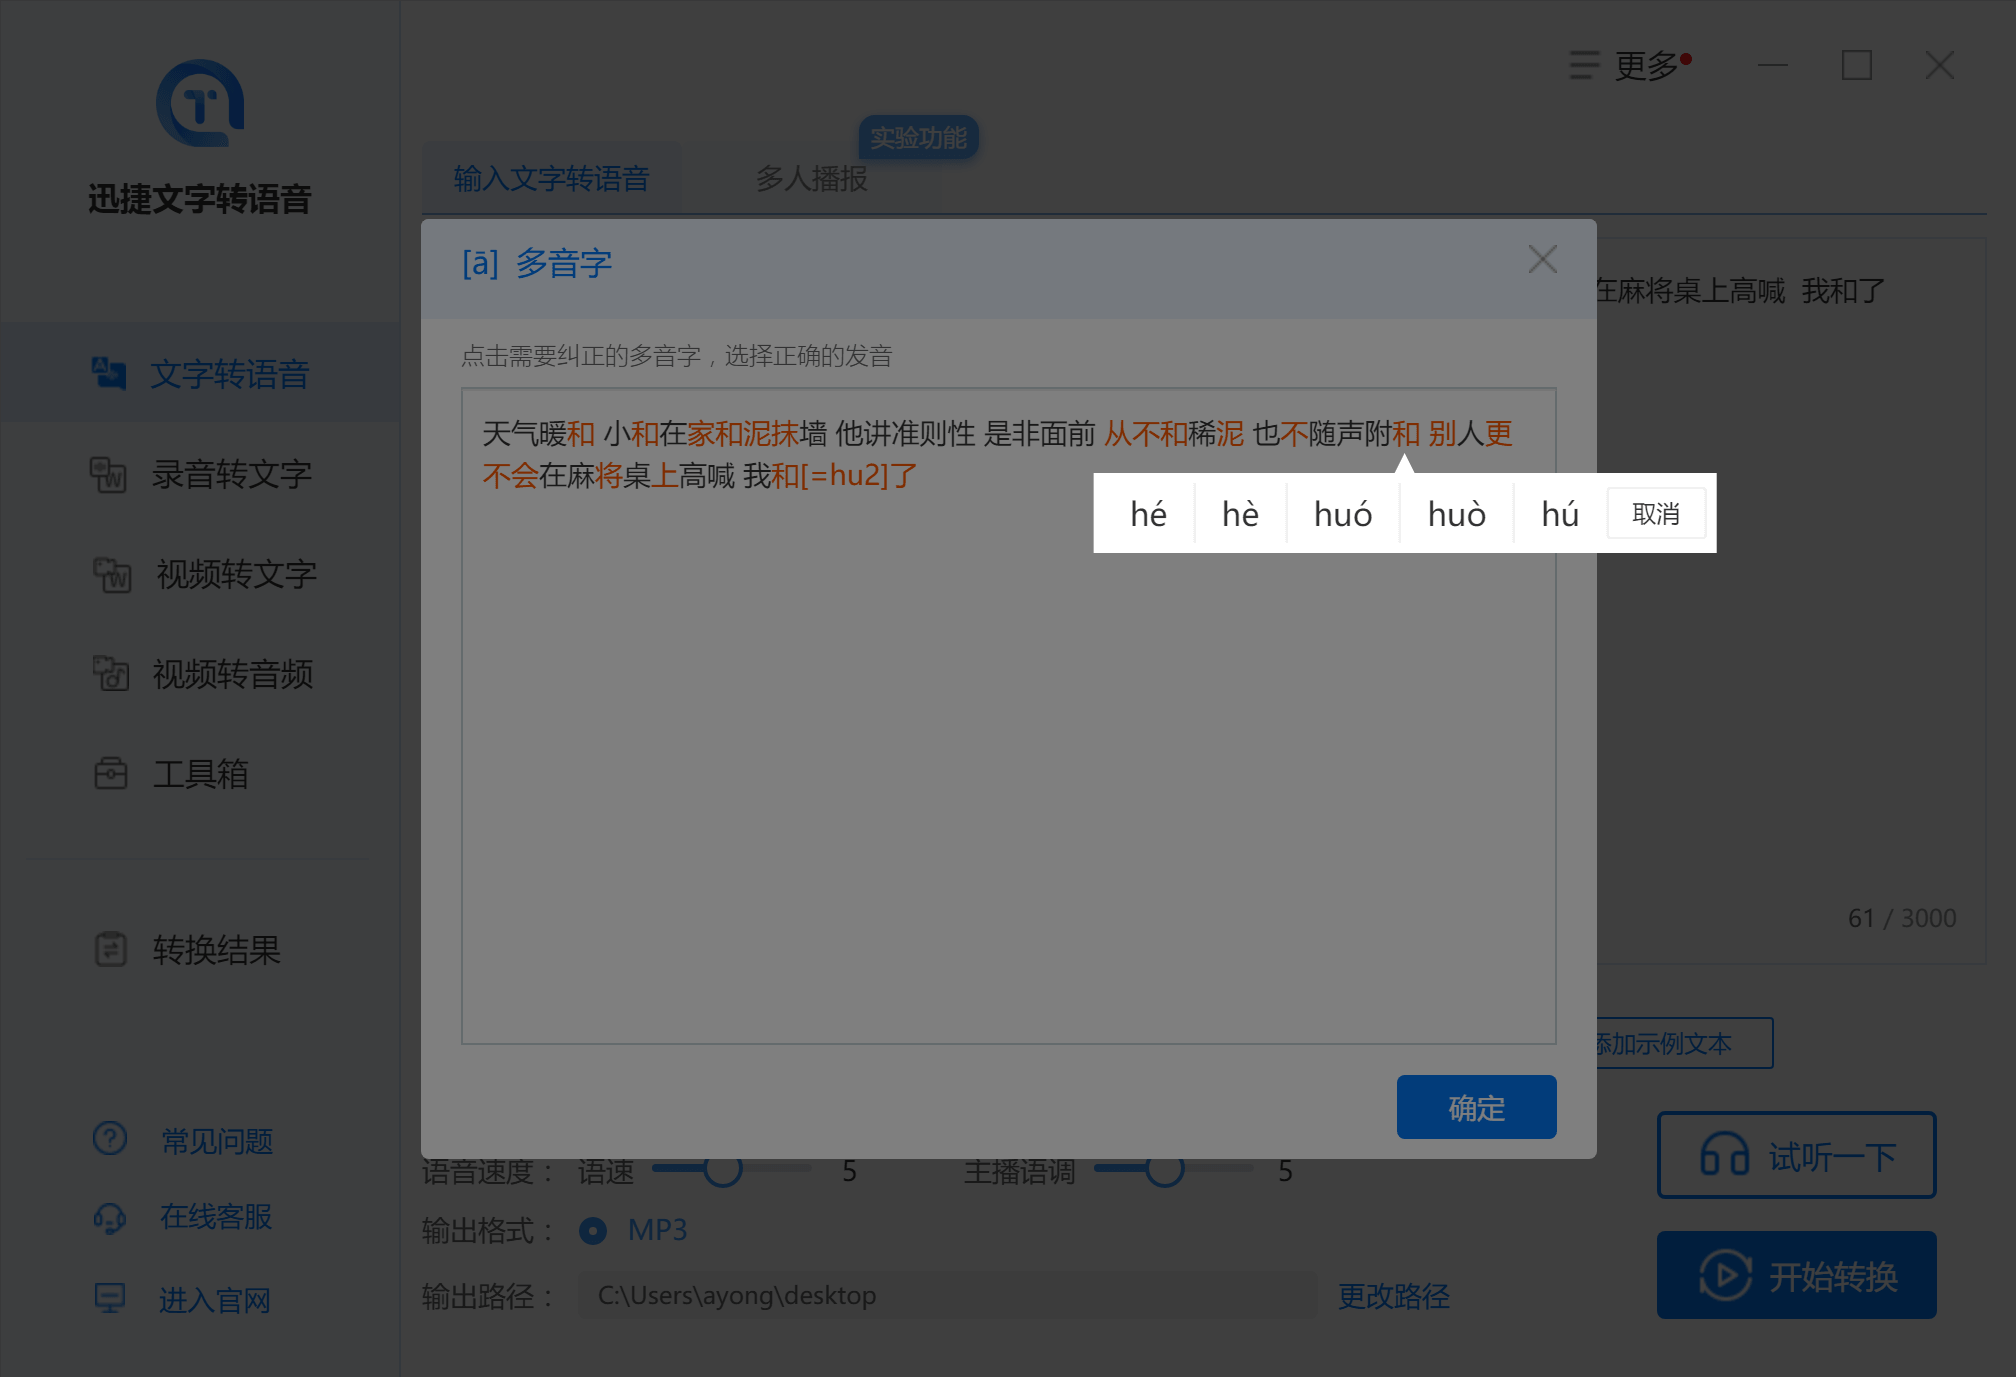 更多
实验功能
输入文字转语音
多人播报
迅捷文字转语音
文字转语音
录音转文字
视频转文字
视频转音频
工具箱
转换结果
常见问题
在线客服
进入官网
在麻将桌上高喊 我和了
[ā] 多音字
点击需要纠正的多音字，选择正确的发音
天气暖和 小和在家和泥抹墙 他讲准则性 是非面前 从不和稀泥 也不随声附和 别人更
不会在麻将桌上高喊 我和[=hu2]了
hé hè huó huò hú 取消
61 / 3000
添加示例文本
确定
语音速度： 语速 5 主播语调 5
输出格式： MP3
输出路径： C:\Users\ayong\desktop 更改路径
试听一下
开始转换